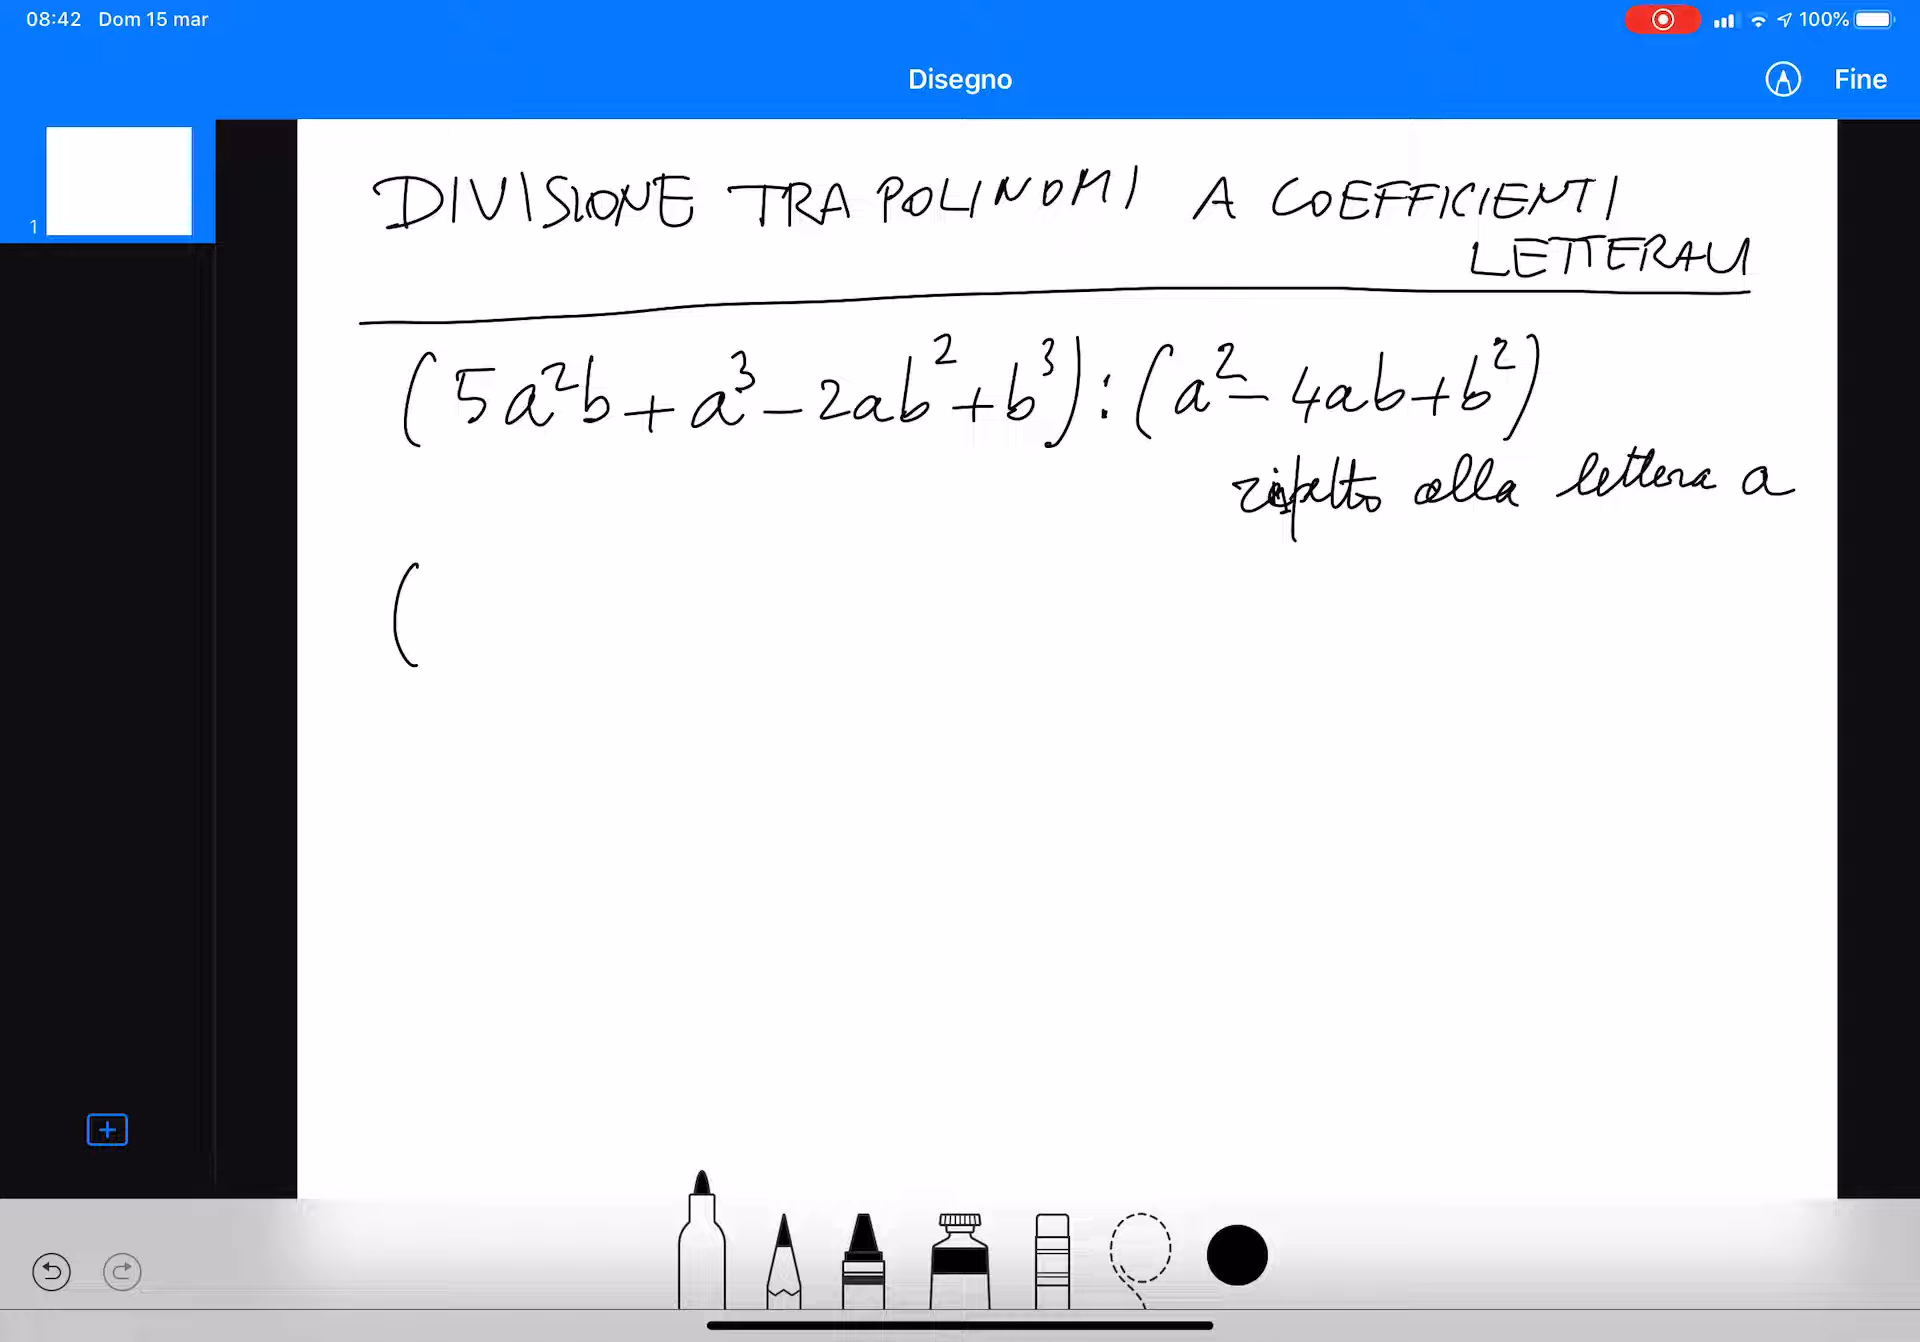 08:42 Dom 15 mar 100%
Disegno
Fine
1
DIVISIONE TRA POLINOMI A COEFFICIENTI
LETTERALI
(5a²b+a³-2ab²+b³):(a²-4ab+b²)
rispetto alla lettera a
(